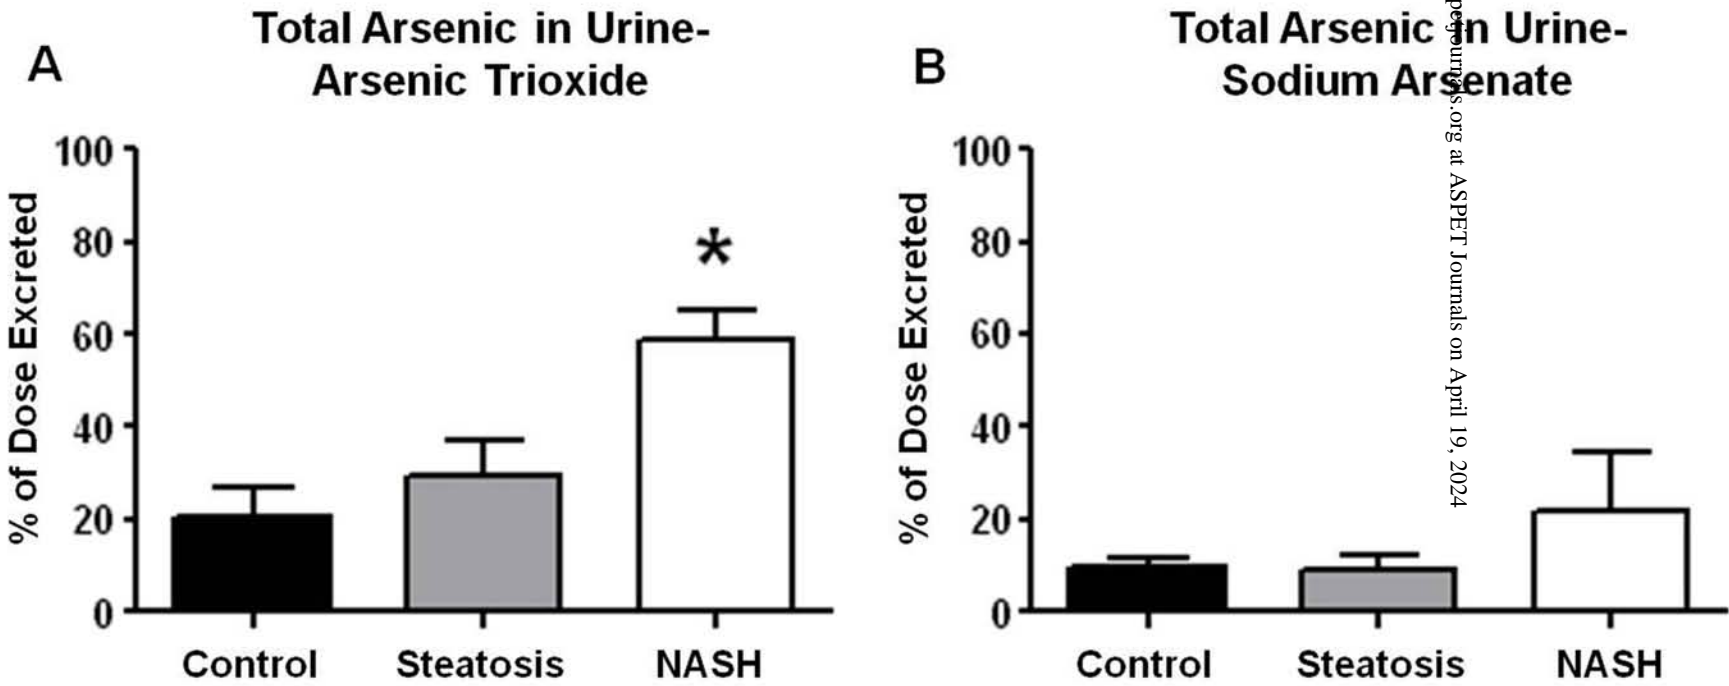 A
Total Arsenic in Urine-
Arsenic Trioxide
100
80
60
40
20
0
% of Dose Excreted
*
Control Steatosis NASH
B
Total Arsenic in Urine-
Sodium Arsenate
100
80
60
40
20
0
% of Dose Excreted
Control Steatosis NASH
petjournals.org at ASPET Journals on April 19, 2024